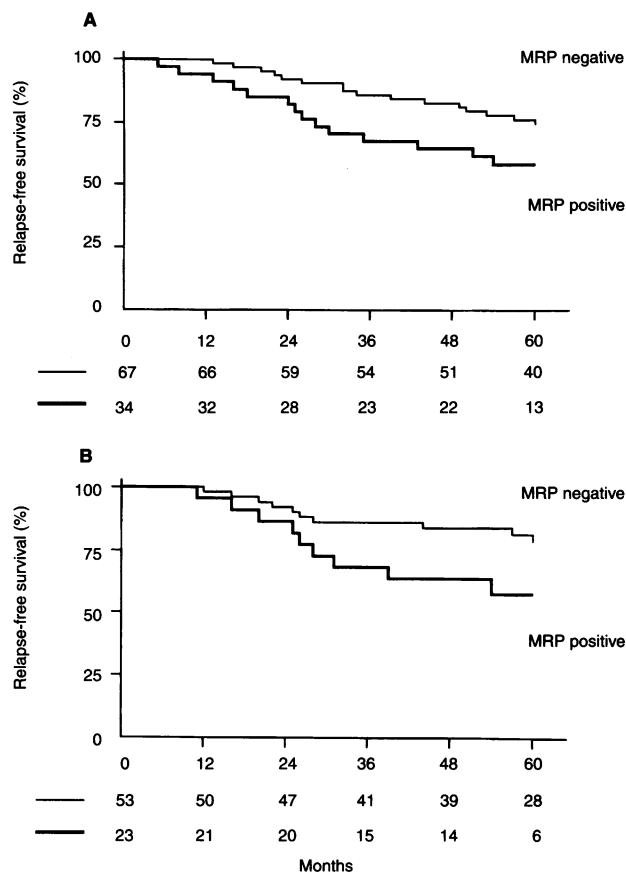 A
100
75
50
25
0
Relapse-free survival (%)
MRP negative
MRP positive
0 12 24 36 48 60
67 66 59 54 51 40
34 32 28 23 22 13
B
100
75
50
25
0
Relapse-free survival (%)
MRP negative
MRP positive
0 12 24 36 48 60
53 50 47 41 39 28
23 21 20 15 14 6
Months